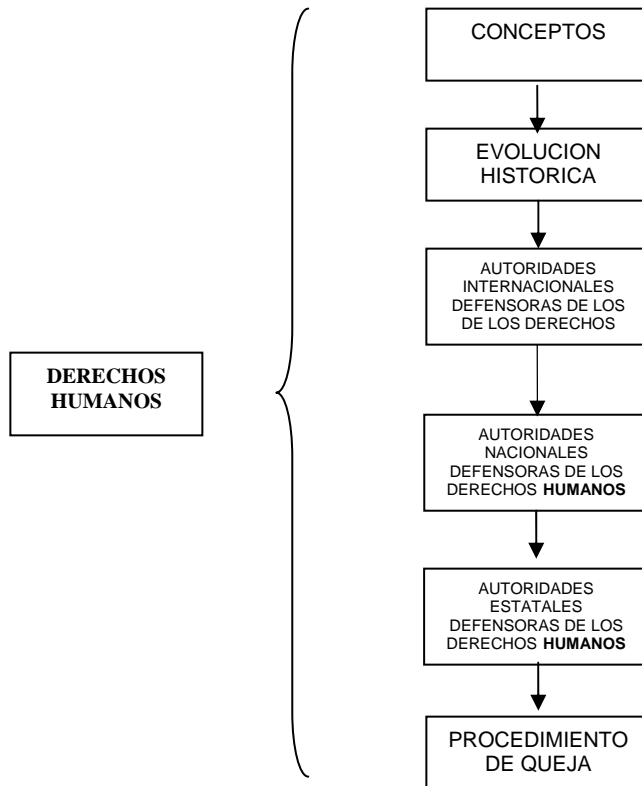 CONCEPTOS
EVOLUCION
HISTORICA
AUTORIDADES
INTERNACIONALES
DEFENSORAS DE LOS
DE LOS DERECHOS
DERECHOS
HUMANOS
AUTORIDADES
NACIONALES
DEFENSORAS DE LOS
DERECHOS HUMANOS
AUTORIDADES
ESTATALES
DEFENSORAS DE LOS
DERECHOS HUMANOS
PROCEDIMIENTO
DE QUEJA